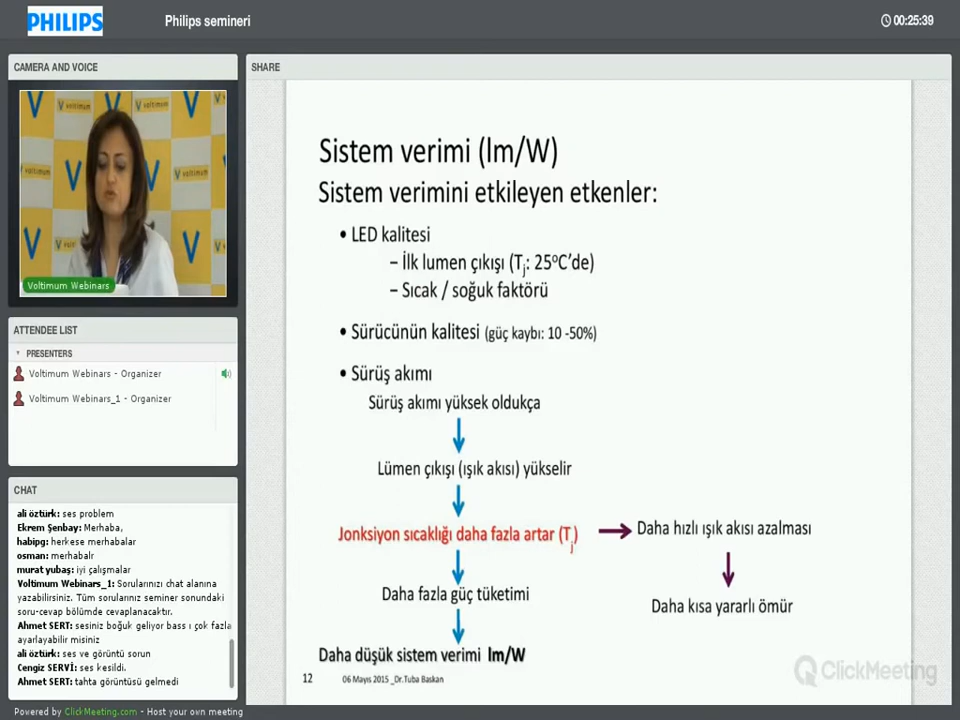 PHILIPS
Philips semineri
00:25:39
CAMERA AND VOICE
voltimum
voltimum
voltimum
Voltimum Webinars
ATTENDEE LIST
PRESENTERS
Voltimum Webinars - Organizer
Voltimum Webinars_1 - Organizer
CHAT
ali öztürk: ses problem
Ekrem Şenbay: Merhaba,
habipg: herkese merhabalar
osman: merhabalr
murat yubaş: iyi çalışmalar
Voltimum Webinars_1: Sorularınızı chat alanına
yazabilirsiniz. Tüm sorularınız seminer sonundaki
soru-cevap bölümde cevaplanacaktır.
Ahmet SERT: sesiniz boğuk geliyor bass ı çok fazla
ayarlayabilir misiniz
ali öztürk: ses ve görüntü sorun
Cengiz SERVİ: ses kesildi.
Ahmet SERT: tahta görüntüsü gelmedi
Powered by ClickMeeting.com - Host your own meeting
SHARE
Sistem verimi (lm/W)
Sistem verimini etkileyen etkenler:
• LED kalitesi
– İlk lumen çıkışı (Tj: 25°C'de)
– Sıcak / soğuk faktörü
• Sürücünün kalitesi (güç kaybı: 10 -50%)
• Sürüş akımı
Sürüş akımı yüksek oldukça
Lümen çıkışı (ışık akısı) yükselir
Jonksiyon sıcaklığı daha fazla artar (Tj)
Daha hızlı ışık akısı azalması
Daha fazla güç tüketimi
Daha kısa yararlı ömür
Daha düşük sistem verimi lm/W
12
06 Mayıs 2015 _Dr.Tuba Baskan
ClickMeeting